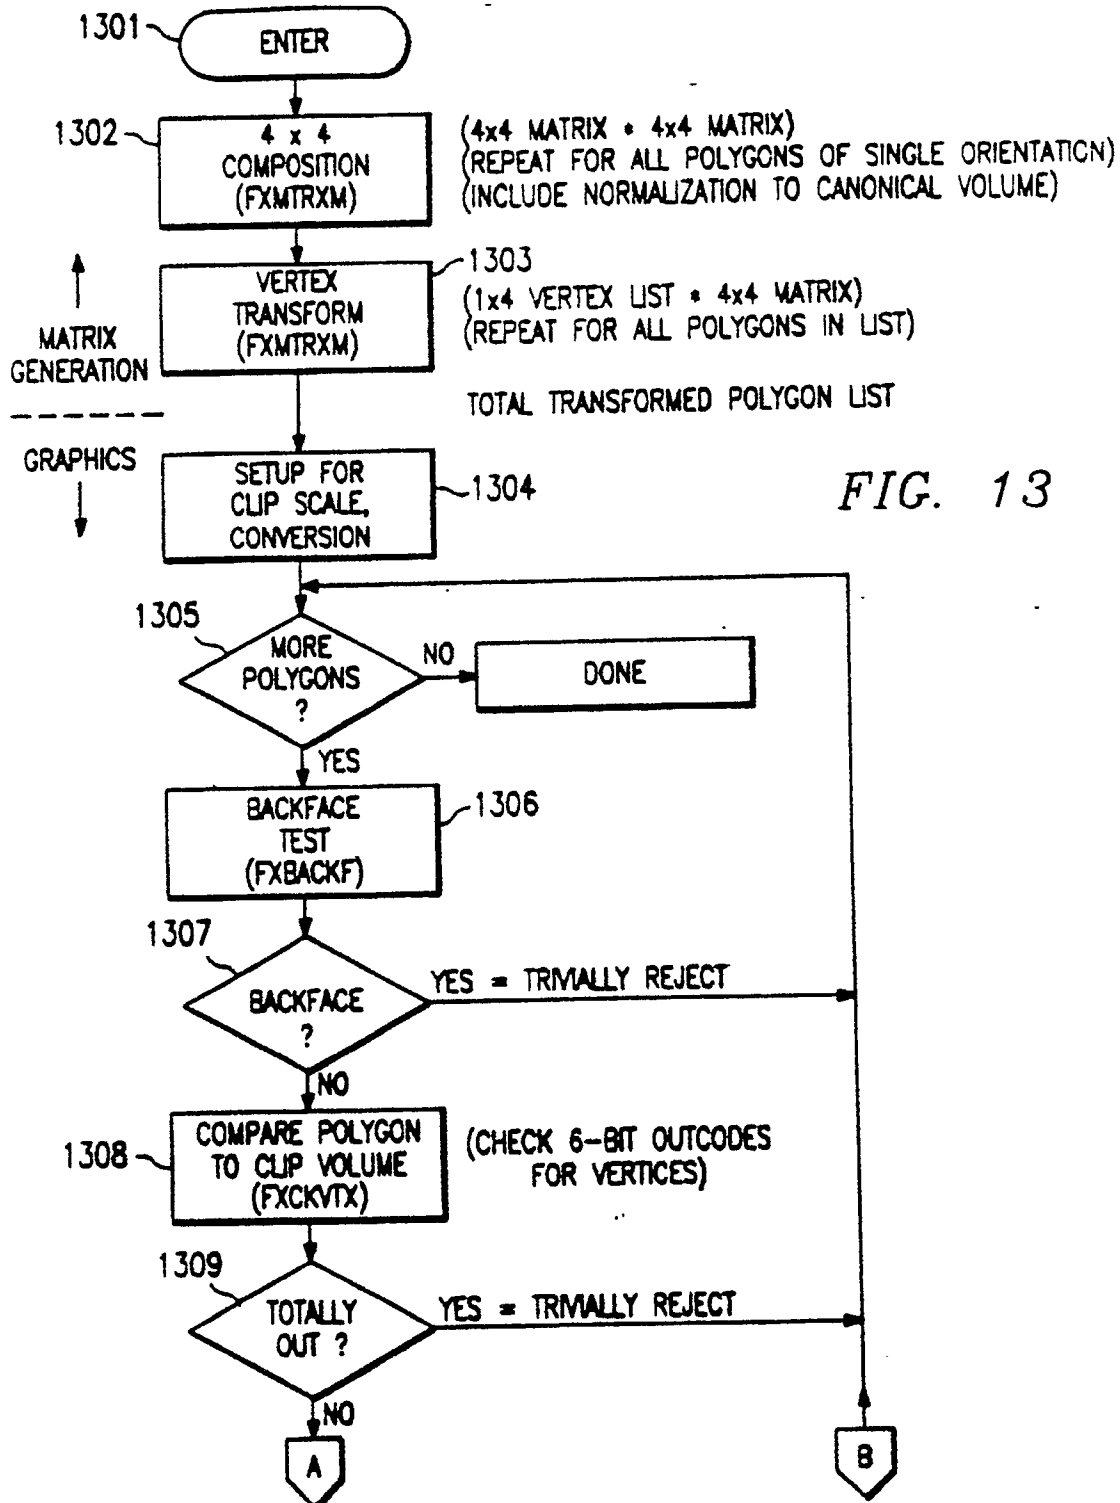 1301
ENTER
1302
4 x 4
COMPOSITION
(FXMTRXM)
(4x4 MATRIX * 4x4 MATRIX)
(REPEAT FOR ALL POLYGONS OF SINGLE ORIENTATION)
(INCLUDE NORMALIZATION TO CANONICAL VOLUME)
1303
VERTEX
TRANSFORM
(FXMTRXM)
(1x4 VERTEX LIST * 4x4 MATRIX)
(REPEAT FOR ALL POLYGONS IN LIST)
MATRIX
GENERATION
TOTAL TRANSFORMED POLYGON LIST
GRAPHICS
SETUP FOR
CLIP SCALE,
CONVERSION
1304
FIG. 13
1305
MORE
POLYGONS
?
NO
DONE
YES
BACKFACE
TEST
(FXBACKF)
1306
1307
BACKFACE
?
YES = TRIVIALLY REJECT
NO
1308
COMPARE POLYGON
TO CLIP VOLUME
(FXCKVTX)
(CHECK 6-BIT OUTCODES
FOR VERTICES)
1309
TOTALLY
OUT ?
YES = TRIVIALLY REJECT
NO
A
B